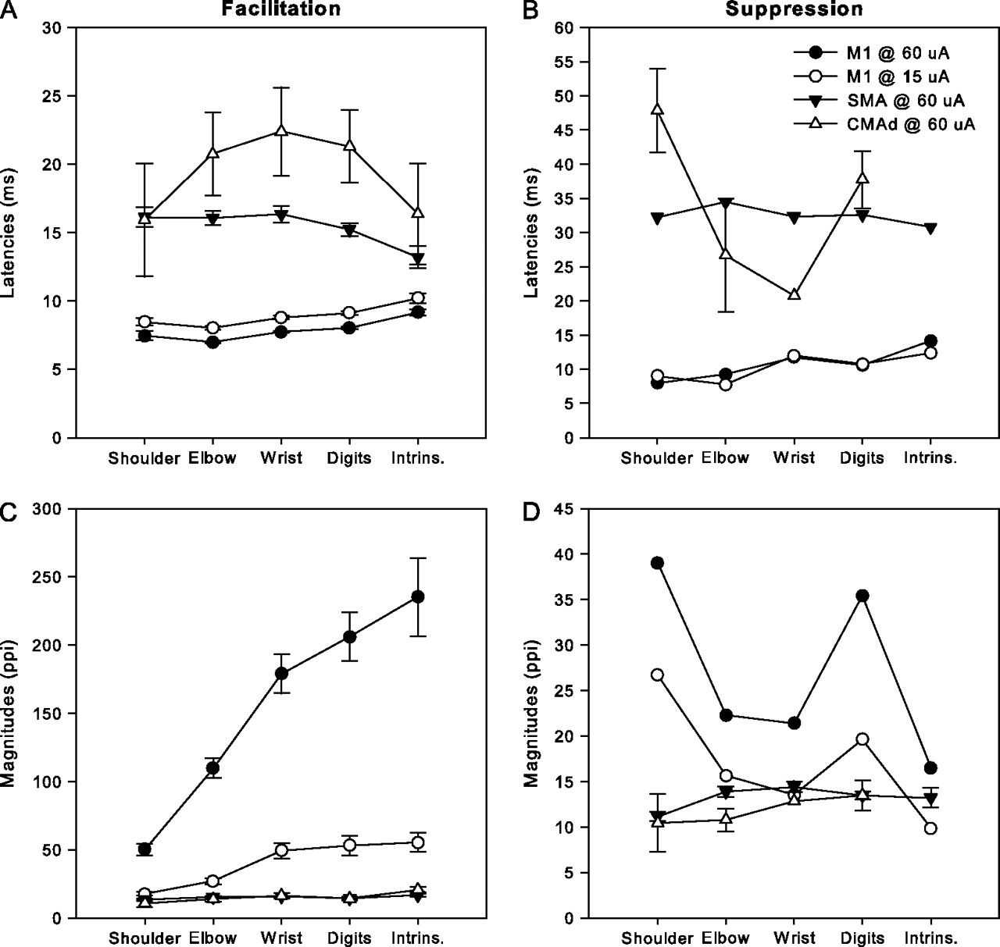 A
Facilitation
30
25
20
15
10
5
0
Latencies (ms)
Shoulder Elbow Wrist Digits Intrins.
B
Suppression
60
55
50
45
40
35
30
25
20
15
10
5
0
Latencies (ms)
M1 @ 60 uA
M1 @ 15 uA
SMA @ 60 uA
CMAd @ 60 uA
Shoulder Elbow Wrist Digits Intrins.
C
300
250
200
150
100
50
0
Magnitudes (ppi)
Shoulder Elbow Wrist Digits Intrins.
D
45
40
35
30
25
20
15
10
5
0
Magnitudes (ppi)
Shoulder Elbow Wrist Digits Intrins.